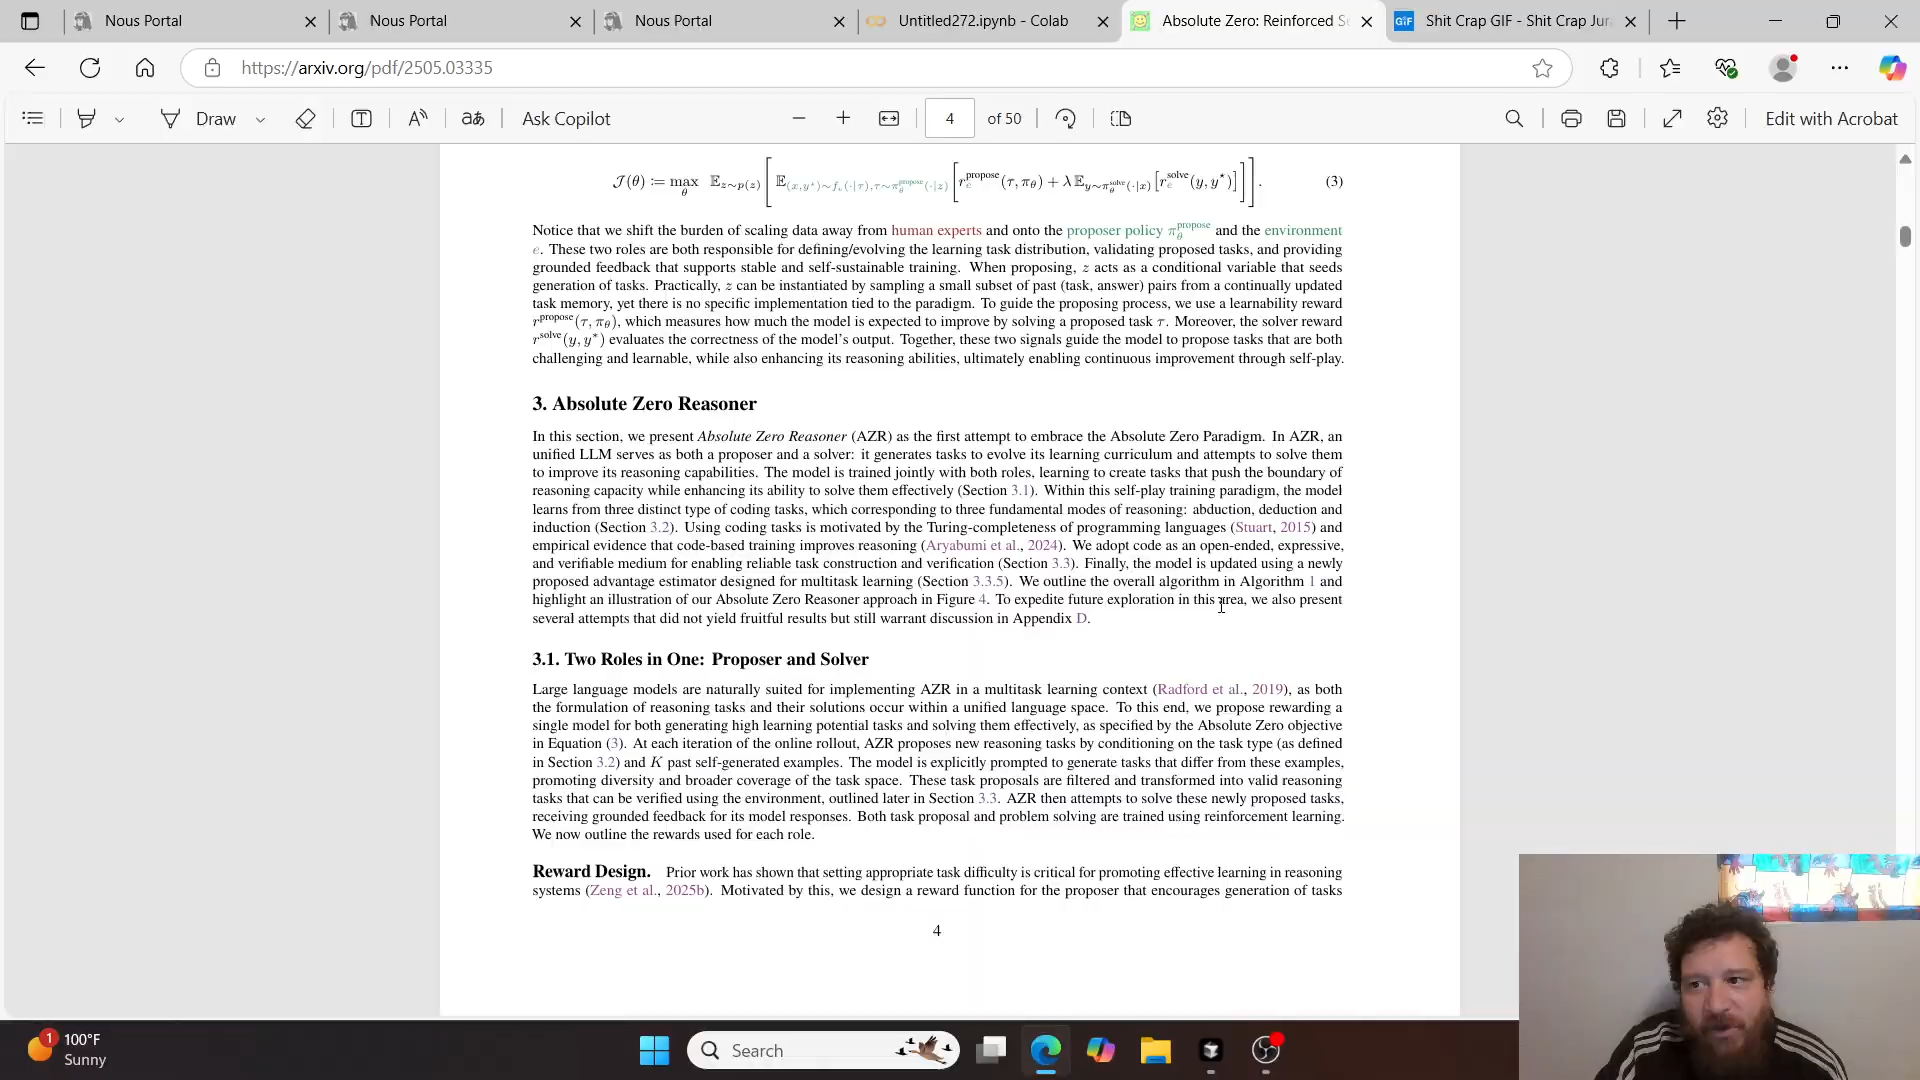 Nous Portal
Nous Portal
Nous Portal
Untitled272.ipynb - Colab
Absolute Zero: Reinforced S
Shit Crap GIF - Shit Crap Jur
https://arxiv.org/pdf/2505.03335
Draw
Ask Copilot
4 of 50
Edit with Acrobat
J(θ) := max_θ E_{z∼p(z)} [ E_{(x,y⋆)∼f_e(·|τ),τ∼π_θ^{propose}(·|z)} [ r_e^{propose}(τ, π_θ) + λ E_{y∼π_θ^{solve}(·|x)} [ r_e^{solve}(y, y⋆) ] ] ]. (3)
Notice that we shift the burden of scaling data away from human experts and onto the proposer policy π_θ^{propose} and the environment
e. These two roles are both responsible for defining/evolving the learning task distribution, validating proposed tasks, and providing
grounded feedback that supports stable and self-sustainable training. When proposing, z acts as a conditional variable that seeds
generation of tasks. Practically, z can be instantiated by sampling a small subset of past (task, answer) pairs from a continually updated
task memory, yet there is no specific implementation tied to the paradigm. To guide the proposing process, we use a learnability reward
r^{propose}(τ, π_θ), which measures how much the model is expected to improve by solving a proposed task τ. Moreover, the solver reward
r^{solve}(y, y*) evaluates the correctness of the model's output. Together, these two signals guide the model to propose tasks that are both
challenging and learnable, while also enhancing its reasoning abilities, ultimately enabling continuous improvement through self-play.
3. Absolute Zero Reasoner
In this section, we present Absolute Zero Reasoner (AZR) as the first attempt to embrace the Absolute Zero Paradigm. In AZR, an
unified LLM serves as both a proposer and a solver: it generates tasks to evolve its learning curriculum and attempts to solve them
to improve its reasoning capabilities. The model is trained jointly with both roles, learning to create tasks that push the boundary of
reasoning capacity while enhancing its ability to solve them effectively (Section 3.1). Within this self-play training paradigm, the model
learns from three distinct type of coding tasks, which corresponding to three fundamental modes of reasoning: abduction, deduction and
induction (Section 3.2). Using coding tasks is motivated by the Turing-completeness of programming languages (Stuart, 2015) and
empirical evidence that code-based training improves reasoning (Aryabumi et al., 2024). We adopt code as an open-ended, expressive,
and verifiable medium for enabling reliable task construction and verification (Section 3.3). Finally, the model is updated using a newly
proposed advantage estimator designed for multitask learning (Section 3.3.5). We outline the overall algorithm in Algorithm 1 and
highlight an illustration of our Absolute Zero Reasoner approach in Figure 4. To expedite future exploration in this area, we also present
several attempts that did not yield fruitful results but still warrant discussion in Appendix D.
3.1. Two Roles in One: Proposer and Solver
Large language models are naturally suited for implementing AZR in a multitask learning context (Radford et al., 2019), as both
the formulation of reasoning tasks and their solutions occur within a unified language space. To this end, we propose rewarding a
single model for both generating high learning potential tasks and solving them effectively, as specified by the Absolute Zero objective
in Equation (3). At each iteration of the online rollout, AZR proposes new reasoning tasks by conditioning on the task type (as defined
in Section 3.2) and K past self-generated examples. The model is explicitly prompted to generate tasks that differ from these examples,
promoting diversity and broader coverage of the task space. These task proposals are filtered and transformed into valid reasoning
tasks that can be verified using the environment, outlined later in Section 3.3. AZR then attempts to solve these newly proposed tasks,
receiving grounded feedback for its model responses. Both task proposal and problem solving are trained using reinforcement learning.
We now outline the rewards used for each role.
Reward Design. Prior work has shown that setting appropriate task difficulty is critical for promoting effective learning in reasoning
systems (Zeng et al., 2025b). Motivated by this, we design a reward function for the proposer that encourages generation of tasks
4
1
100°F
Sunny
Search